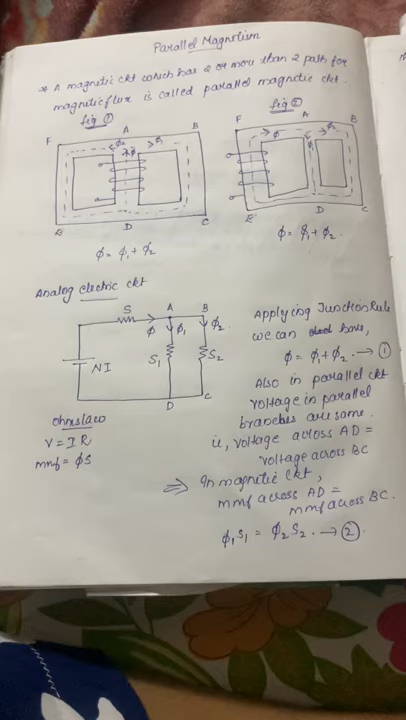 Parallel Magnetism
* A magnetic ckt which has 2 or more than 2 path for
magnetic flux is called parallel magnetic ckt.
fig ①
fig ②
F A B
ϕ2 ϕ ϕ1
E D C
ϕ = ϕ1 + ϕ2
F A B
ϕ ϕ1
E D C
ϕ = ϕ1 + ϕ2
Analog electric ckt
S A B
ϕ ϕ1 ϕ2
NI S1 S2
D C
ohmslaw
V = I R
mmf = ϕS
Applying Junction Rule
we can have,
ϕ = ϕ1 + ϕ2 → ①
Also in parallel ckt
voltage in parallel
branches are same.
ie, voltage across AD =
voltage across BC
⇒ In magnetic ckt,
mmf across AD =
mmf across BC.
ϕ1S1 = ϕ2S2 → ②.